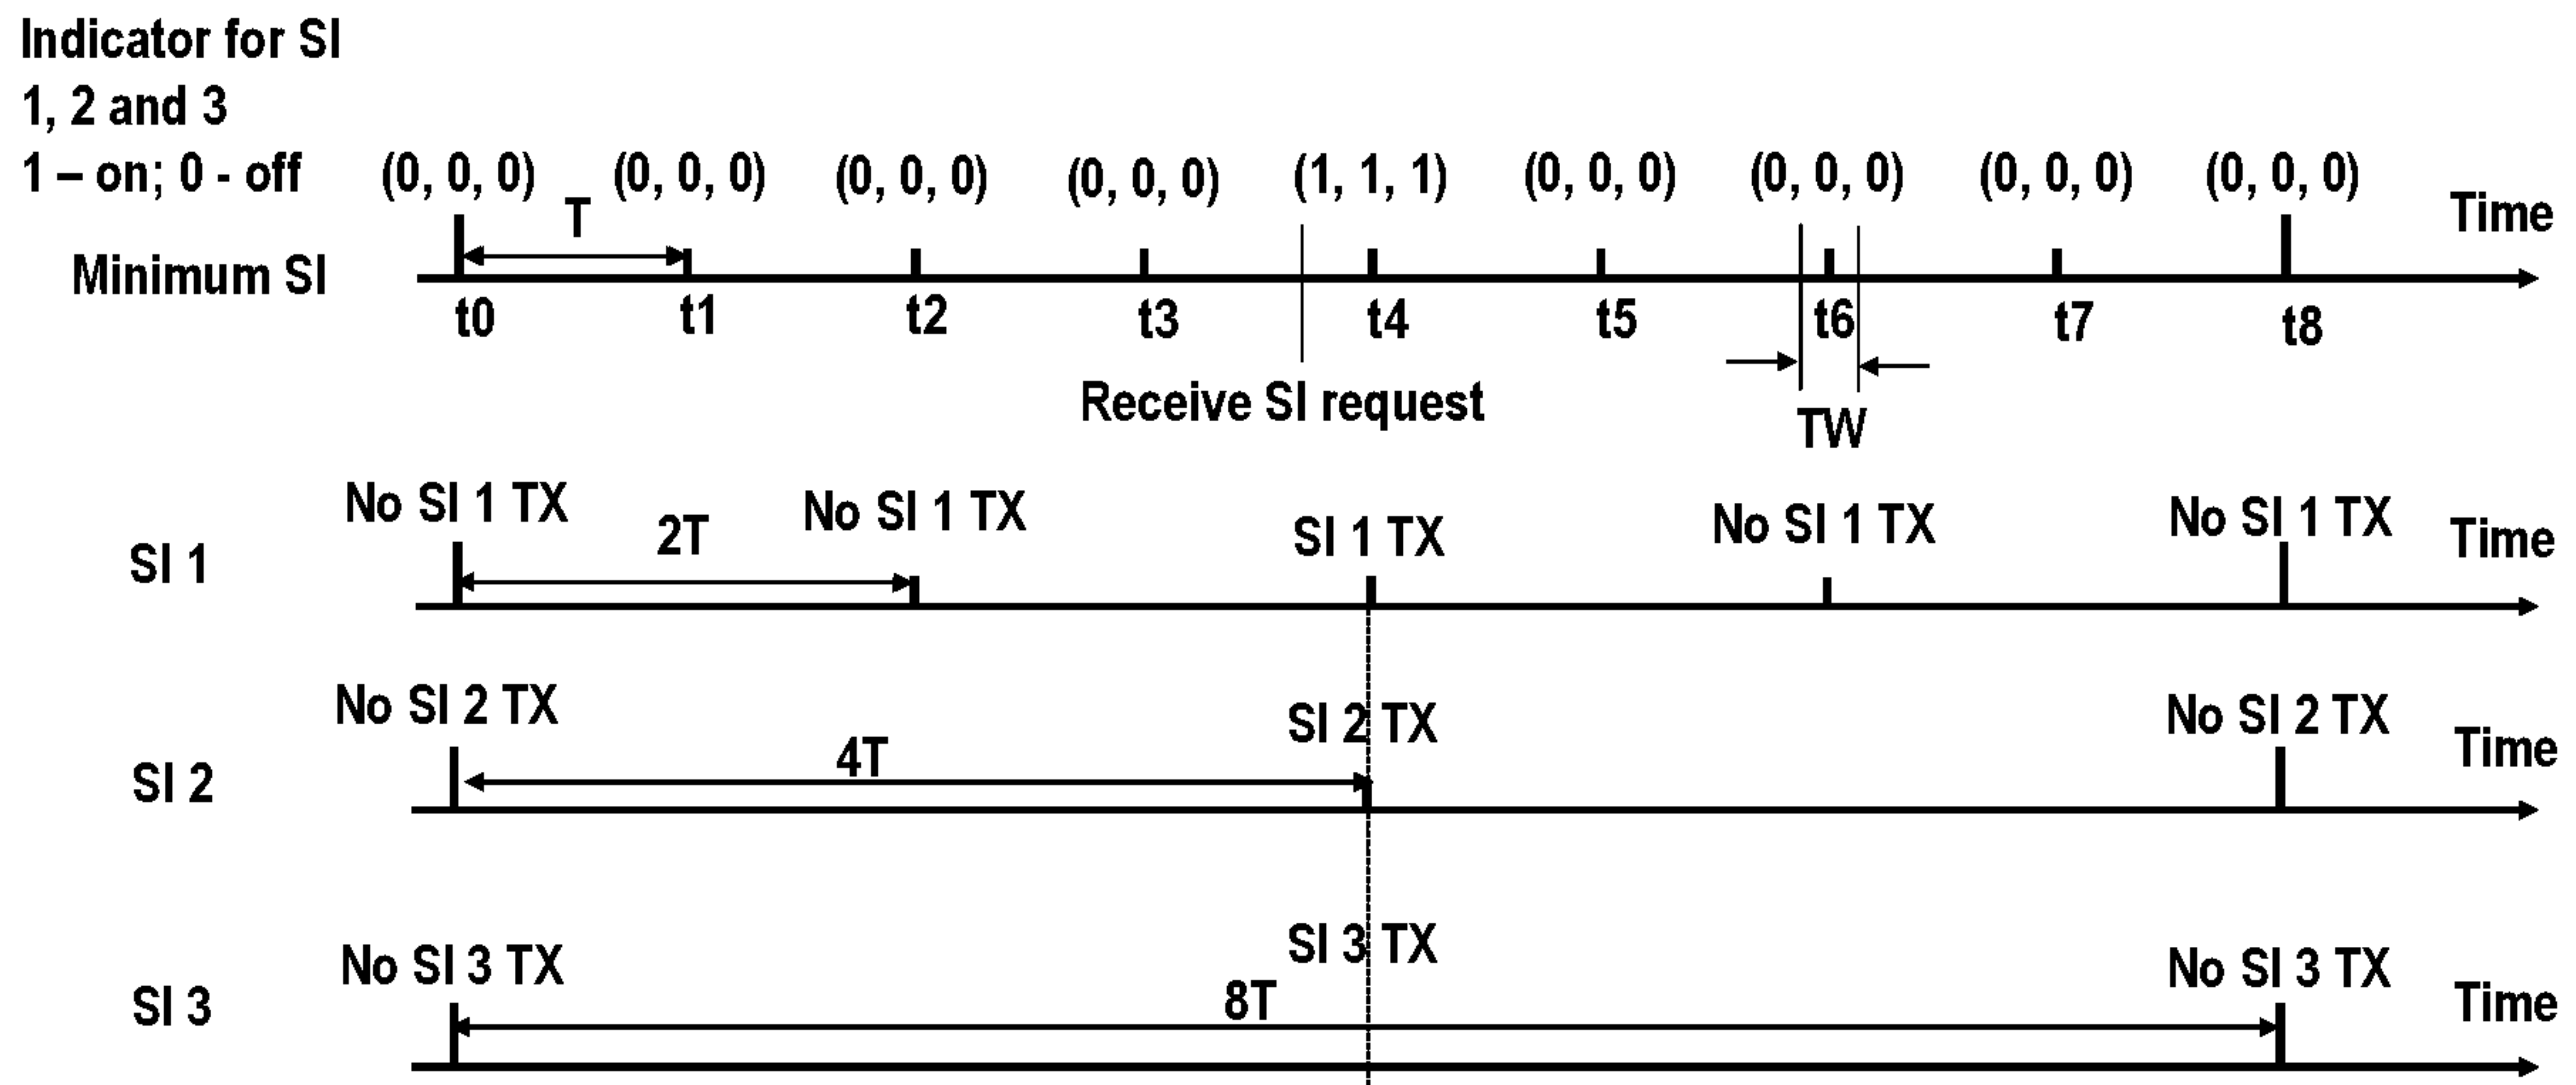 Indicator for SI
1, 2 and 3
1 – on; 0 - off
(0, 0, 0) (0, 0, 0) (0, 0, 0) (0, 0, 0) (1, 1, 1) (0, 0, 0) (0, 0, 0) (0, 0, 0) (0, 0, 0)
T
Time
Minimum SI
t0 t1 t2 t3 t4 t5 t6 t7 t8
Receive SI request
TW
No SI 1 TX No SI 1 TX SI 1 TX No SI 1 TX No SI 1 TX
2T
Time
SI 1
No SI 2 TX SI 2 TX No SI 2 TX
4T
Time
SI 2
No SI 3 TX SI 3 TX No SI 3 TX
8T
Time
SI 3